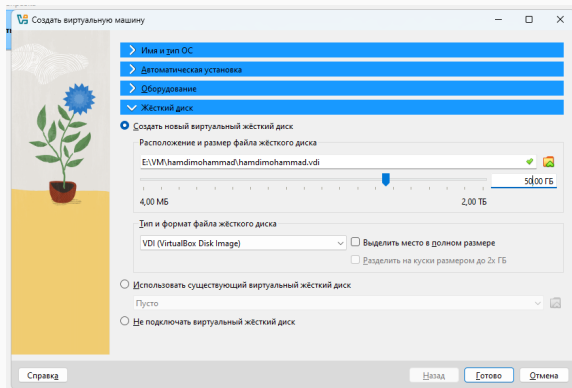 Создать виртуальную машину
Имя и тип ОС
Автоматическая установка
Оборудование
Жёсткий диск
Создать новый виртуальный жёсткий диск
Расположение и размер файла жёсткого диска
E:\VM\hamdimohammad\hamdimohammad.vdi
50,00 ГБ
4,00 МБ 2,00 ТБ
Тип и формат файла жёсткого диска
VDI (VirtualBox Disk Image) Выделить место в полном размере
Разделить на куски размером до 2х ГБ
Использовать существующий виртуальный жёсткий диск
Пусто
Не подключать виртуальный жёсткий диск
Справка Назад Готово Отмена